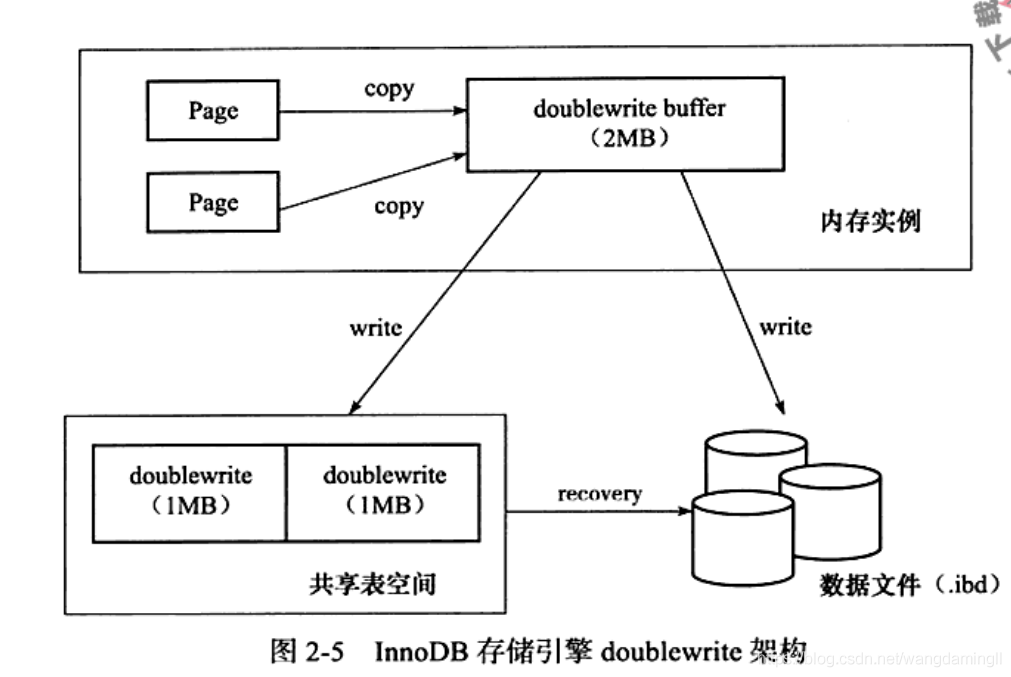 载
下
Page
copy
doublewrite buffer
（2MB）
Page
copy
内存实例
write
write
doublewrite
（1MB）
doublewrite
（1MB）
recovery
共享表空间
数据文件（.ibd）
图 2-5 InnoDB 存储引擎 doublewrite 架构
https://blog.csdn.net/wangdamingll